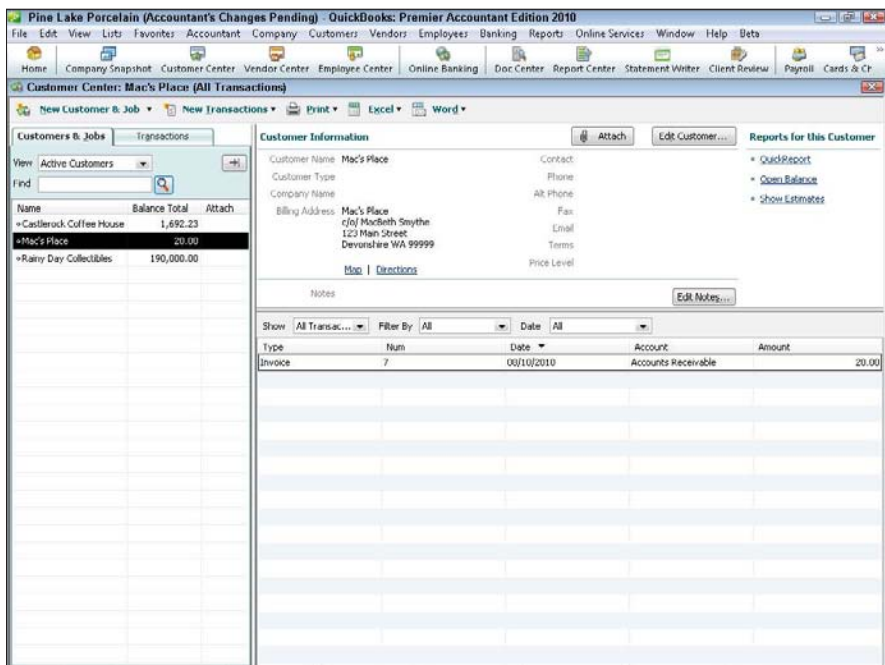 Pine Lake Porcelain (Accountant's Changes Pending) - QuickBooks: Premier Accountant Edition 2010
File Edit View Lists Favorites Accountant Company Customers Vendors Employees Banking Reports Online Services Window Help Beta
Home Company Snapshot Customer Center Vendor Center Employee Center Online Banking Doc Center Report Center Statement Writer Client Review Payroll Cards & Ch
Customer Center: Mac's Place (All Transactions)
New Customer & Job New Transactions Print Excel Word
Customers & Jobs Transactions
View Active Customers
Find
Name Balance Total Attach
Castlerock Coffee House 1,692.23
Mac's Place 20.00
Rainy Day Collectibles 190,000.00
Customer Information Attach Edit Customer...
Customer Name Mac's Place Contact
Customer Type Phone
Company Name Alt Phone
Billing Address Mac's Place Fax
c/o/ MacBeth Smythe
123 Main Street Email
Devonshire WA 99999 Terms
Price Level
Map | Directions
Notes Edit Notes...
Reports for this Customer
QuickReport
Open Balance
Show Estimates
Show All Transac... Filter By All Date All
Type Num Date Account Amount
Invoice 7 08/10/2010 Accounts Receivable 20.00